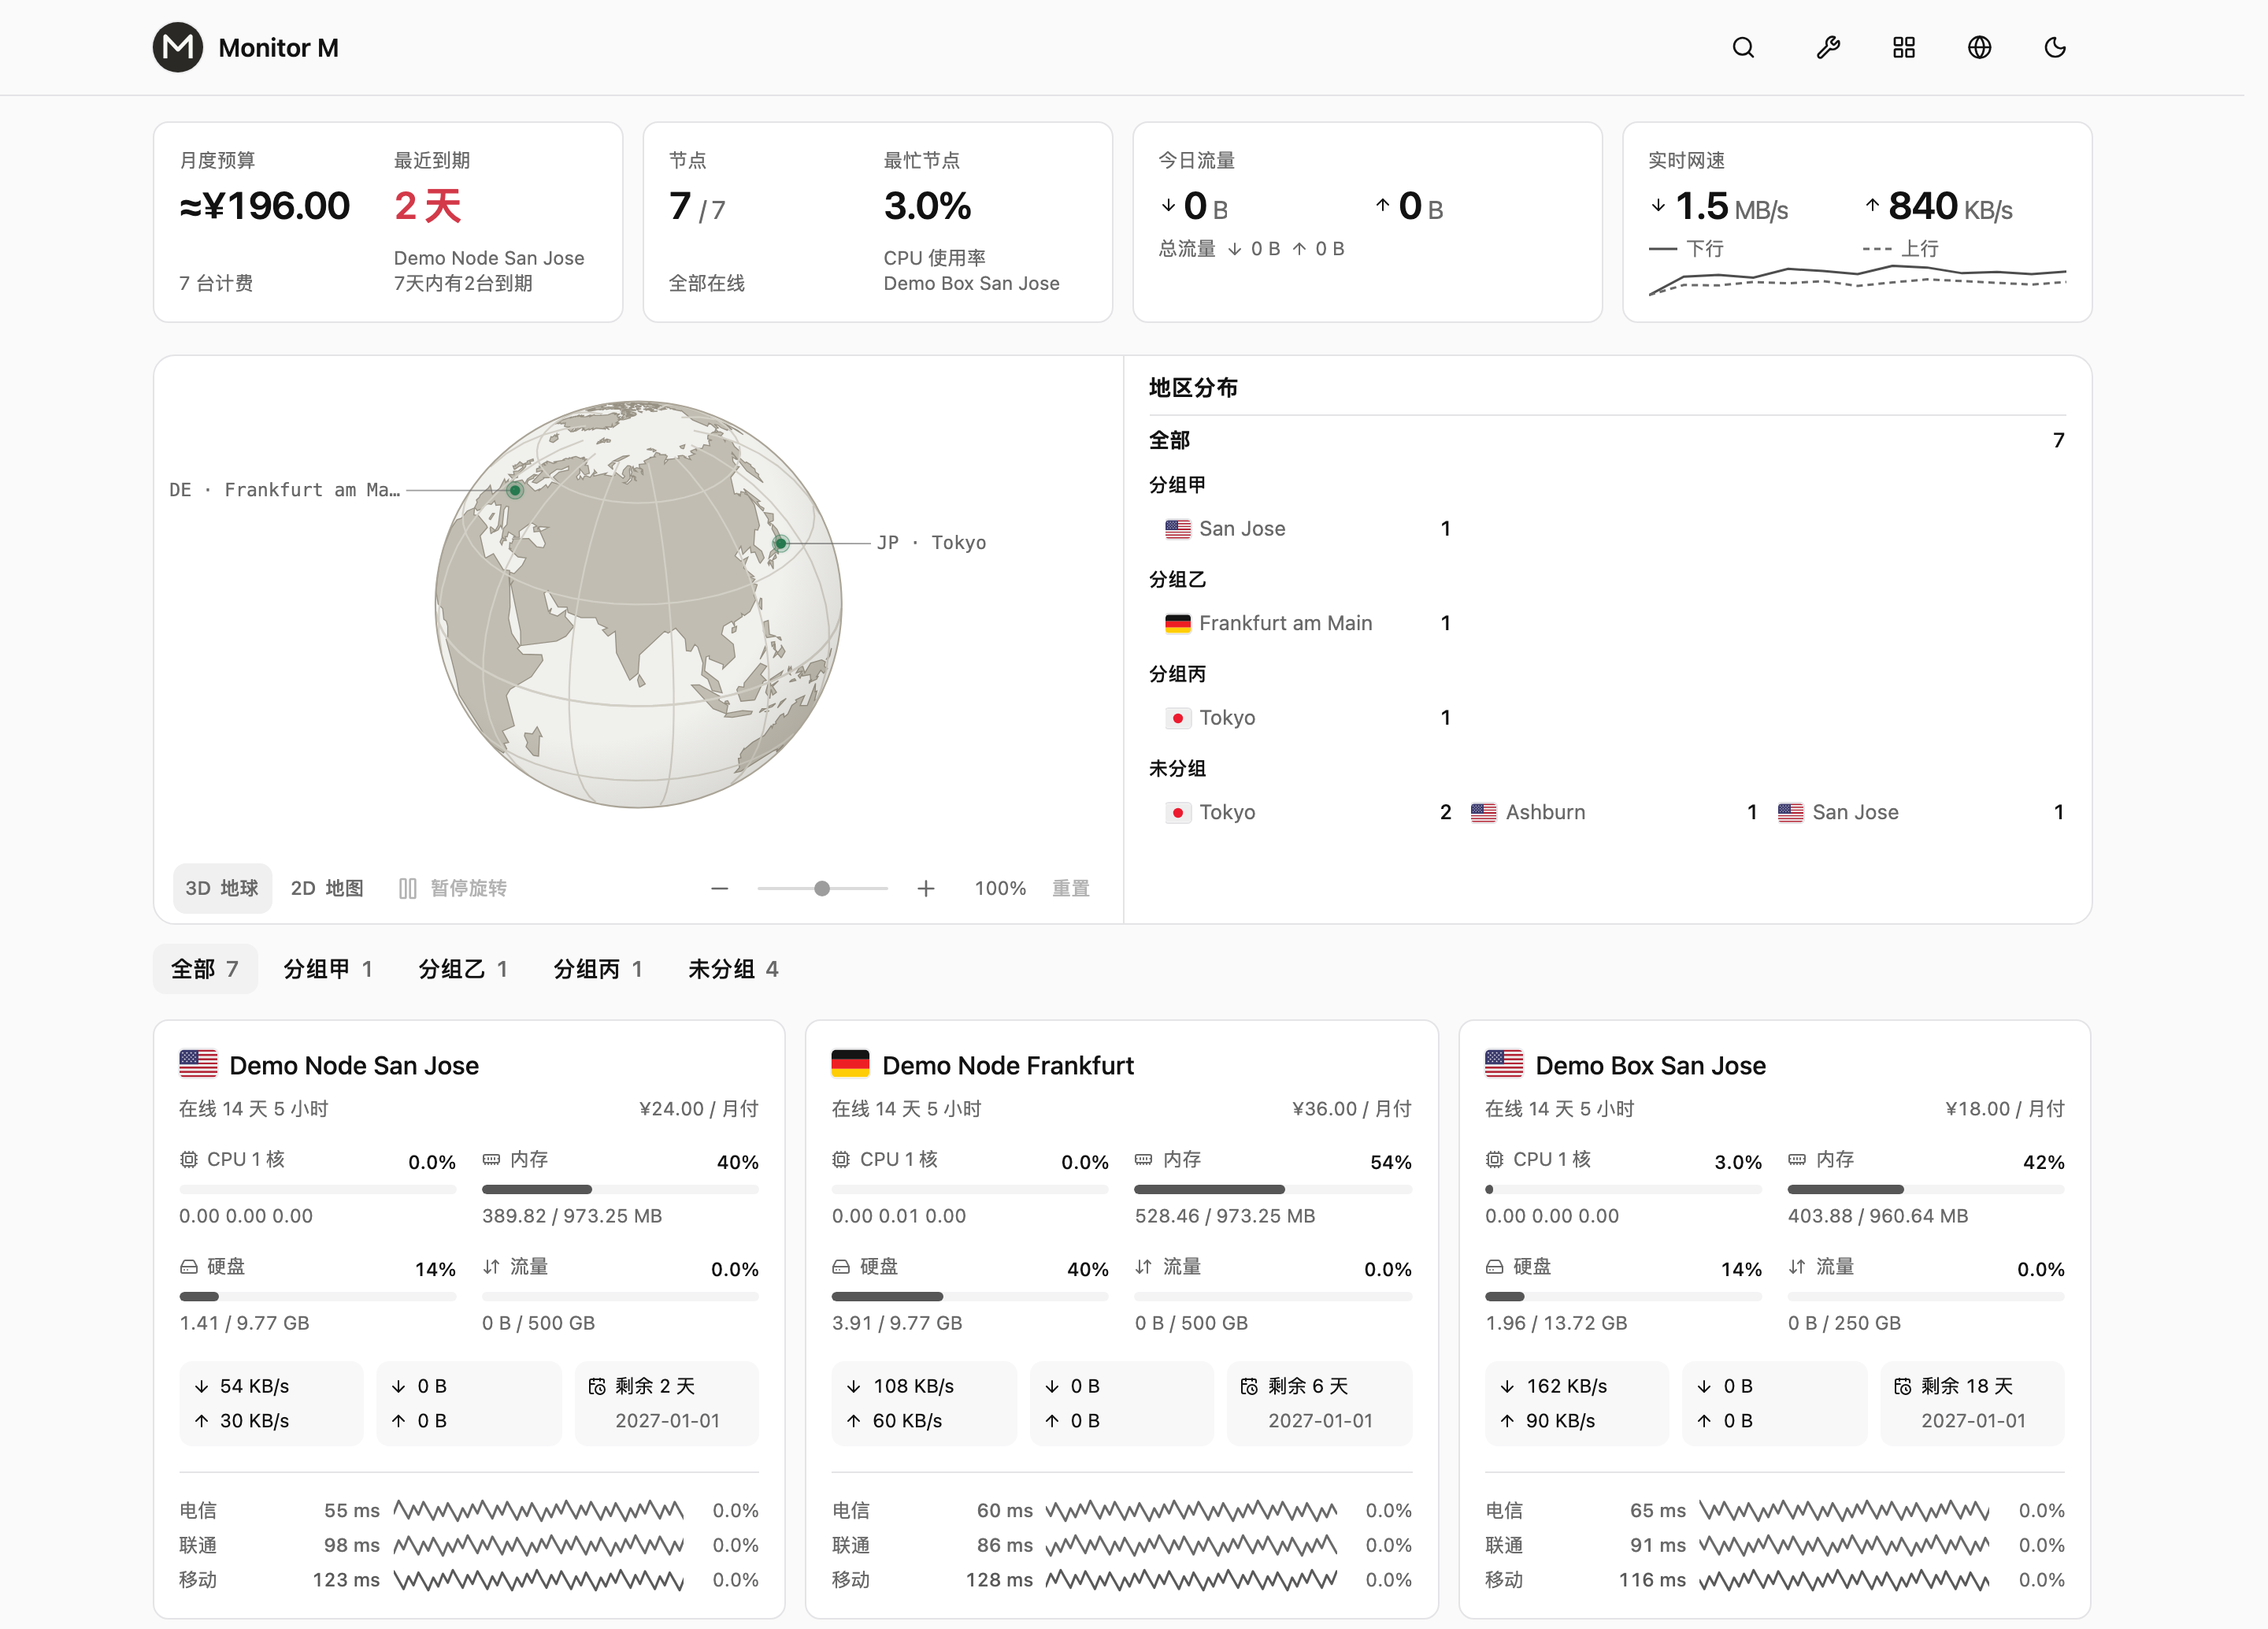 Monitor M
月度预算 最近到期
≈¥196.00 2 天
Demo Node San Jose
7 台计费 7天内有2台到期
节点 最忙节点
7 / 7 3.0%
CPU 使用率
全部在线 Demo Box San Jose
今日流量
↓ 0 B ↑ 0 B
总流量 ↓ 0 B ↑ 0 B
实时网速
↓ 1.5 MB/s ↑ 840 KB/s
下行 上行
DE · Frankfurt am Ma…
JP · Tokyo
3D 地球 2D 地图 暂停旋转 − + 100% 重置
地区分布
全部 7
分组甲
San Jose 1
分组乙
Frankfurt am Main 1
分组丙
Tokyo 1
未分组
Tokyo 2 Ashburn 1 San Jose 1
全部 7 分组甲 1 分组乙 1 分组丙 1 未分组 4
Demo Node San Jose
在线 14 天 5 小时 ¥24.00 / 月付
CPU 1 核 0.0% 内存 40%
0.00 0.00 0.00 389.82 / 973.25 MB
硬盘 14% 流量 0.0%
1.41 / 9.77 GB 0 B / 500 GB
↓ 54 KB/s ↓ 0 B 剩余 2 天
↑ 30 KB/s ↑ 0 B 2027-01-01
电信 55 ms 0.0%
联通 98 ms 0.0%
移动 123 ms 0.0%
Demo Node Frankfurt
在线 14 天 5 小时 ¥36.00 / 月付
CPU 1 核 0.0% 内存 54%
0.00 0.01 0.00 528.46 / 973.25 MB
硬盘 40% 流量 0.0%
3.91 / 9.77 GB 0 B / 500 GB
↓ 108 KB/s ↓ 0 B 剩余 6 天
↑ 60 KB/s ↑ 0 B 2027-01-01
电信 60 ms 0.0%
联通 86 ms 0.0%
移动 128 ms 0.0%
Demo Box San Jose
在线 14 天 5 小时 ¥18.00 / 月付
CPU 1 核 3.0% 内存 42%
0.00 0.00 0.00 403.88 / 960.64 MB
硬盘 14% 流量 0.0%
1.96 / 13.72 GB 0 B / 250 GB
↓ 162 KB/s ↓ 0 B 剩余 18 天
↑ 90 KB/s ↑ 0 B 2027-01-01
电信 65 ms 0.0%
联通 91 ms 0.0%
移动 116 ms 0.0%